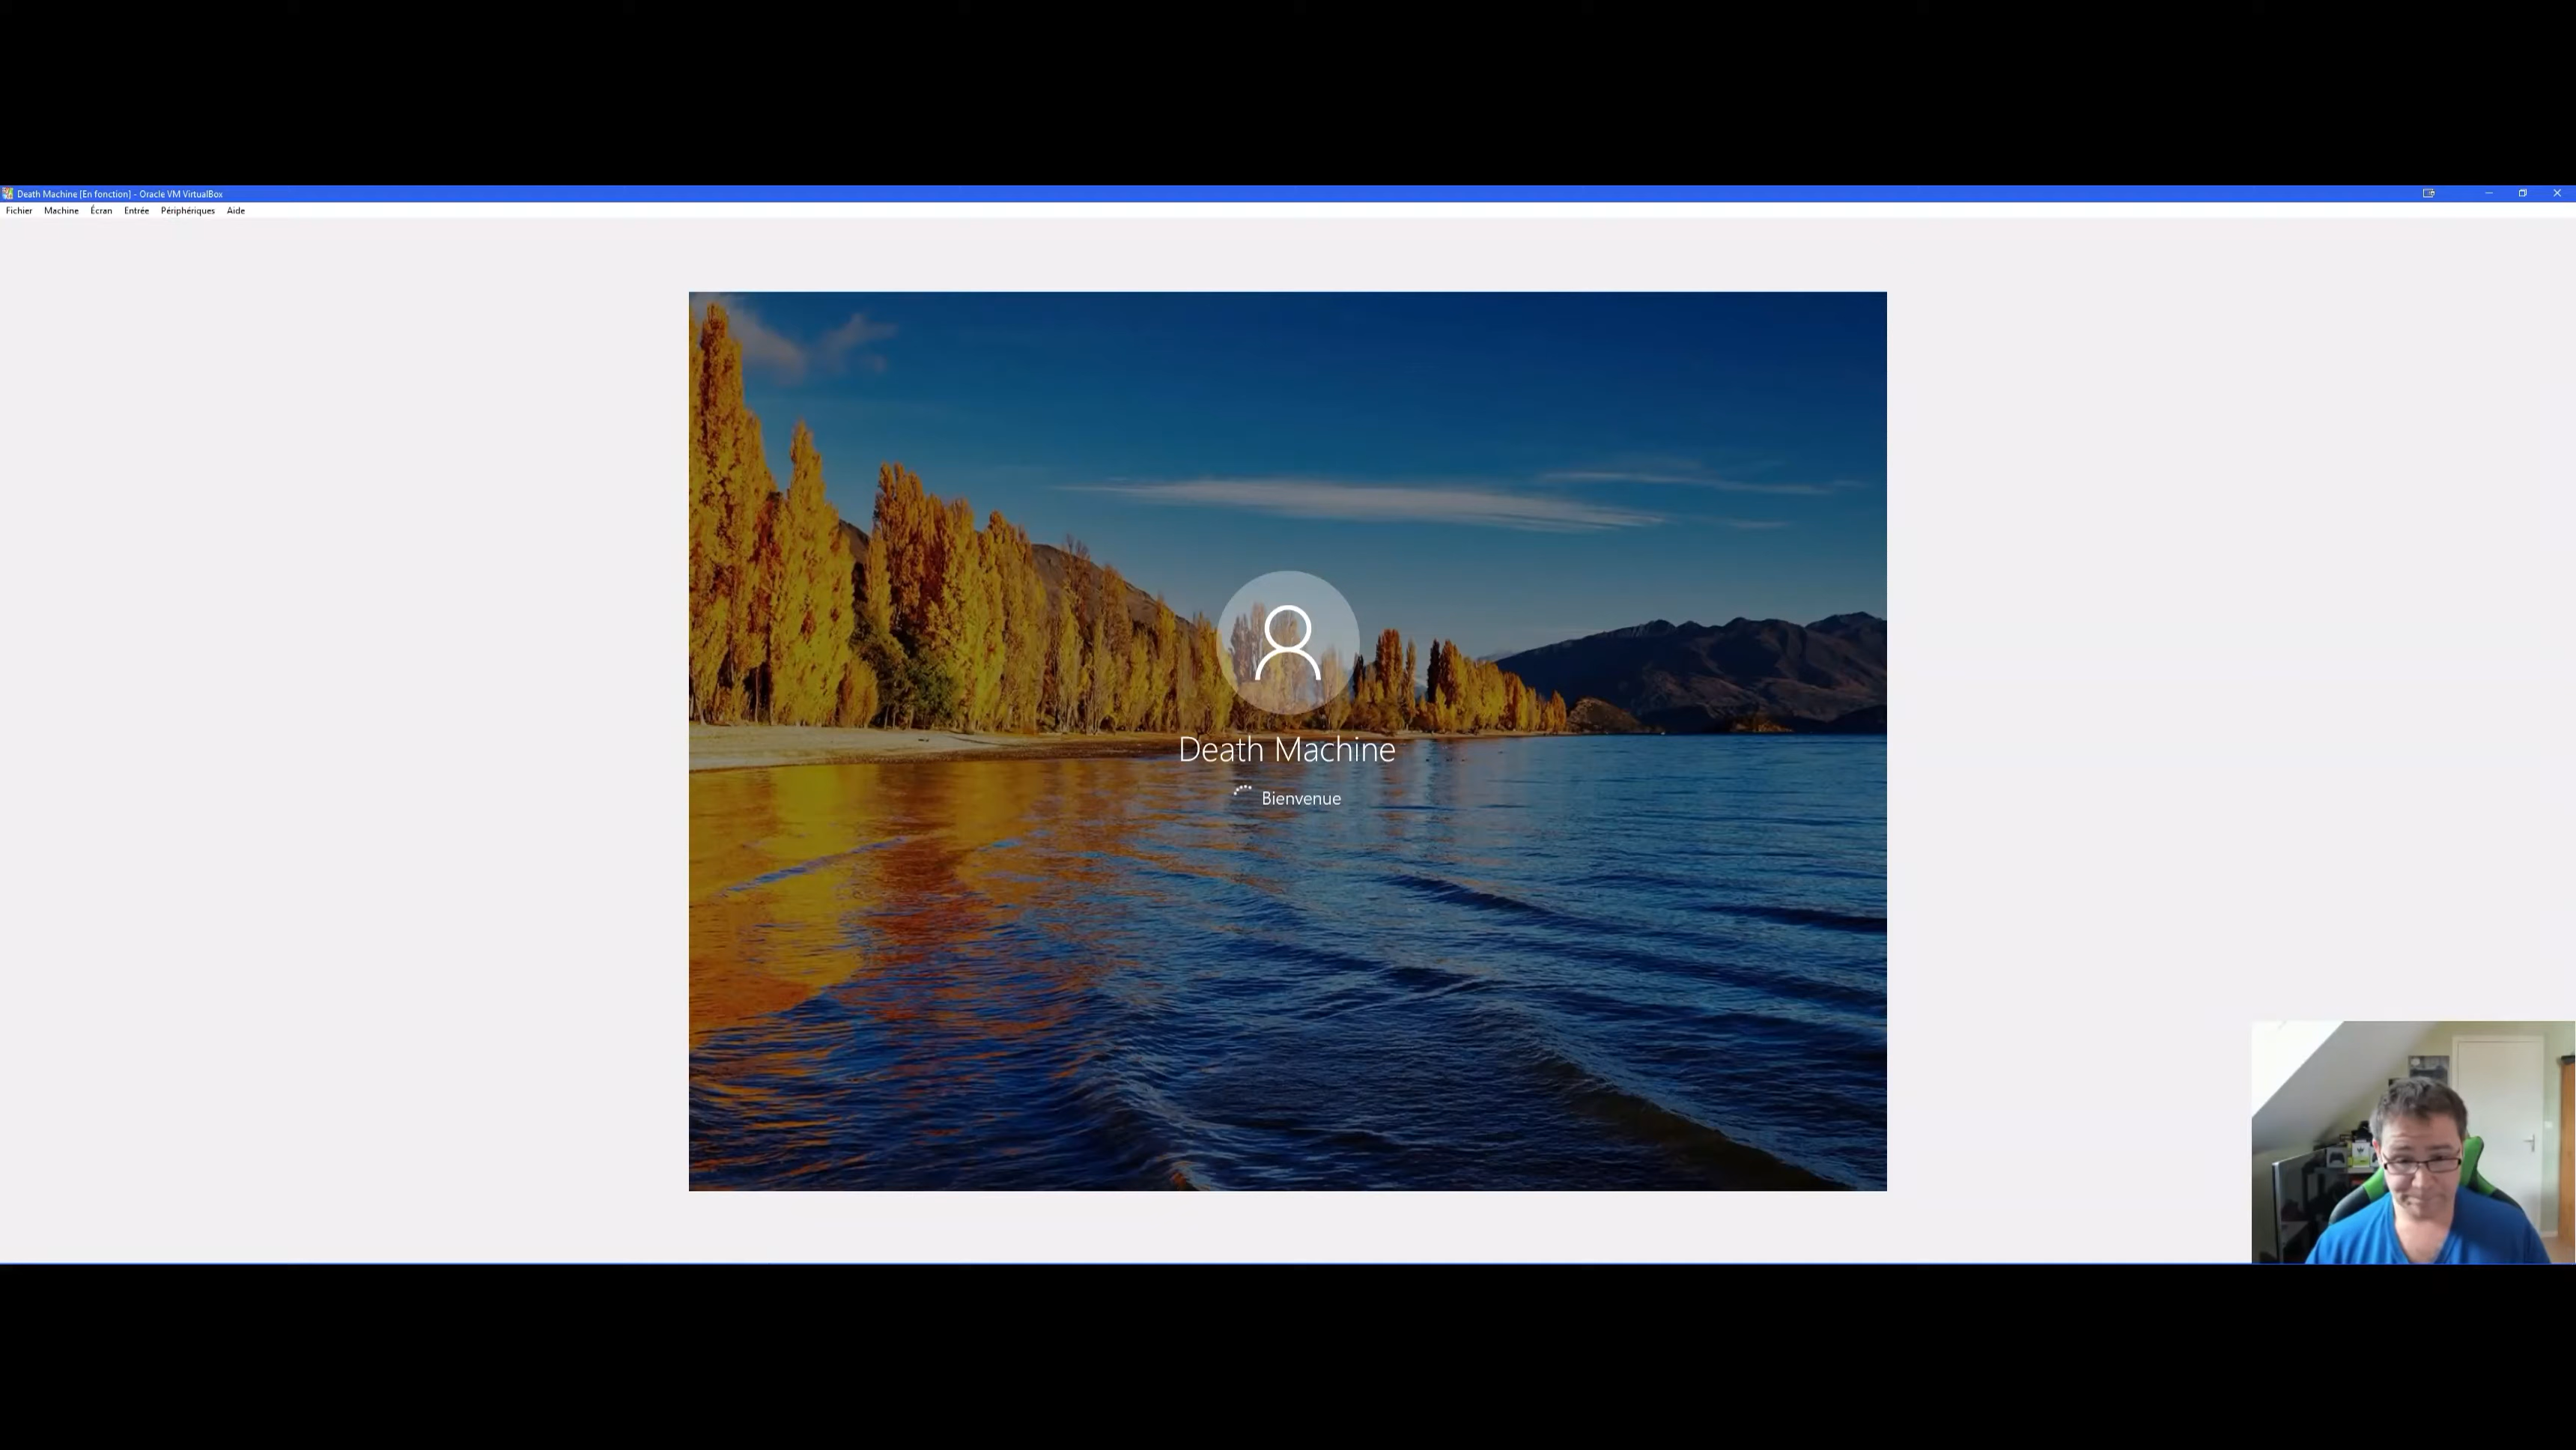 Death Machine [En fonction] - Oracle VM VirtualBox
Fichier Machine Écran Entrée Périphériques Aide
Death Machine
Bienvenue